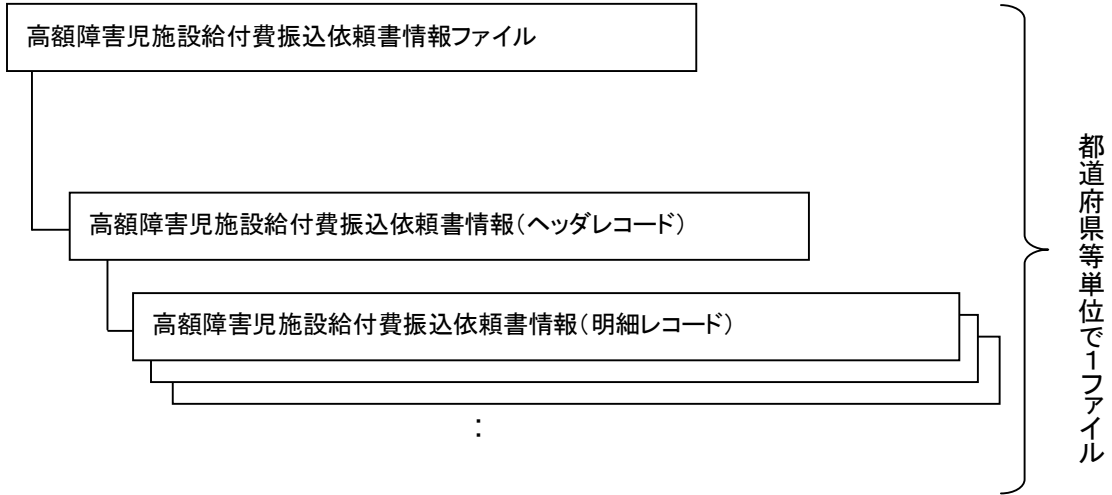 高額障害児施設給付費振込依頼書情報ファイル
高額障害児施設給付費振込依頼書情報（ヘッダレコード）
高額障害児施設給付費振込依頼書情報（明細レコード）
：
都道府県等単位で１ファイル